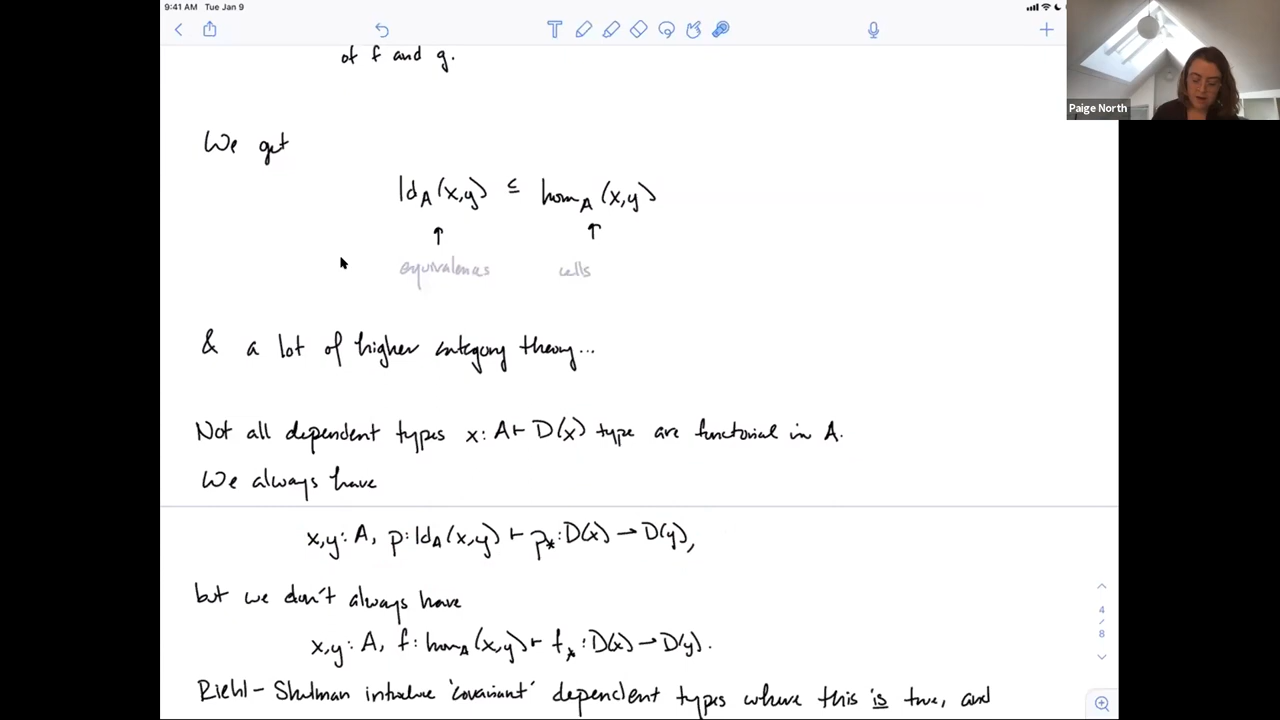 9:41 AM Tue Jan 9
of f and g.
Paige North
We get
Id_A(x,y) ⊆ hom_A(x,y)
↑ ↑
equivalences cells
& a lot of higher category theory...
Not all dependent types x: A ⊢ D(x) type are functorial in A.
We always have
x,y: A, p: Id_A(x,y) ⊢ p_*: D(x) → D(y),
but we don't always have
x,y: A, f: hom_A(x,y) ⊢ f_*: D(x) → D(y).
4
/
8
Riehl-Shulman introduce 'covariant' dependent types where this is true, and